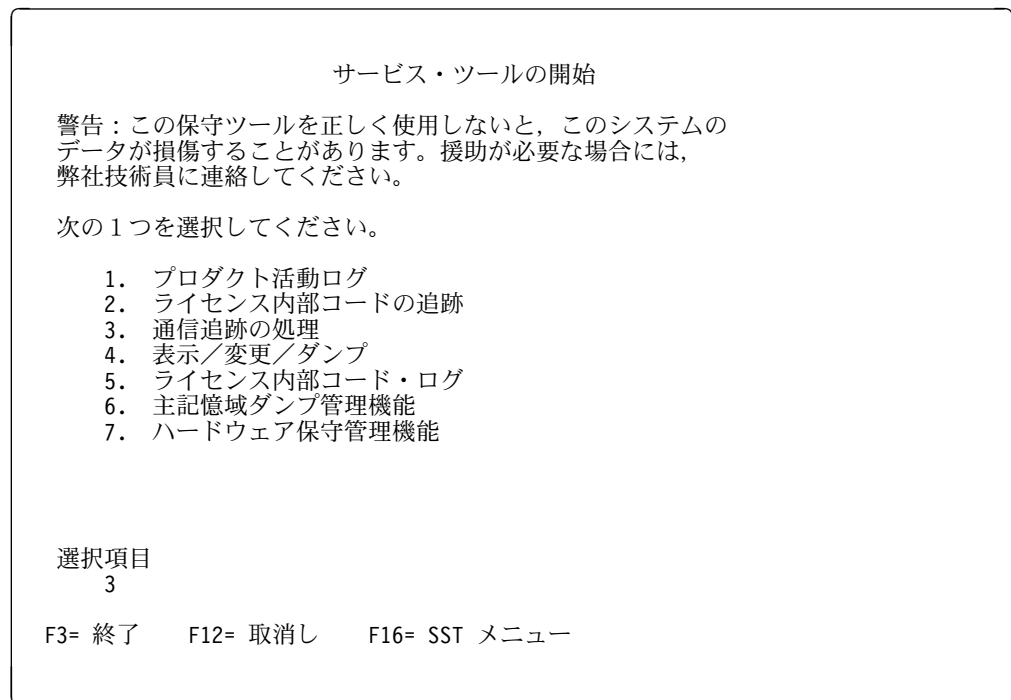 サービス・ツールの開始
警告：この保守ツールを正しく使用しないと，このシステムの
データが損傷することがあります。援助が必要な場合には，
弊社技術員に連絡してください。
次の１つを選択してください。
1. プロダクト活動ログ
2. ライセンス内部コードの追跡
3. 通信追跡の処理
4. 表示／変更／ダンプ
5. ライセンス内部コード・ログ
6. 主記憶域ダンプ管理機能
7. ハードウェア保守管理機能
選択項目
3
F3= 終了 F12= 取消し F16= SST メニュー